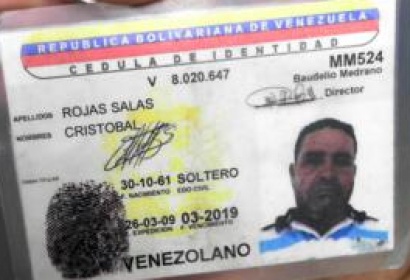 REPUBLICA BOLIVARIANA DE VENEZUELA
CEDULA DE IDENTIDAD
MM524
V 8.020.647
Baudelio Medrano
Director
APELLIDOS ROJAS SALAS
NOMBRES CRISTOBAL
30-10-61 SOLTERO
F. NACIMIENTO EDO CIVIL
26-03-09 03-2019
F. EXPEDICION F. VENCIMIENTO
VENEZOLANO